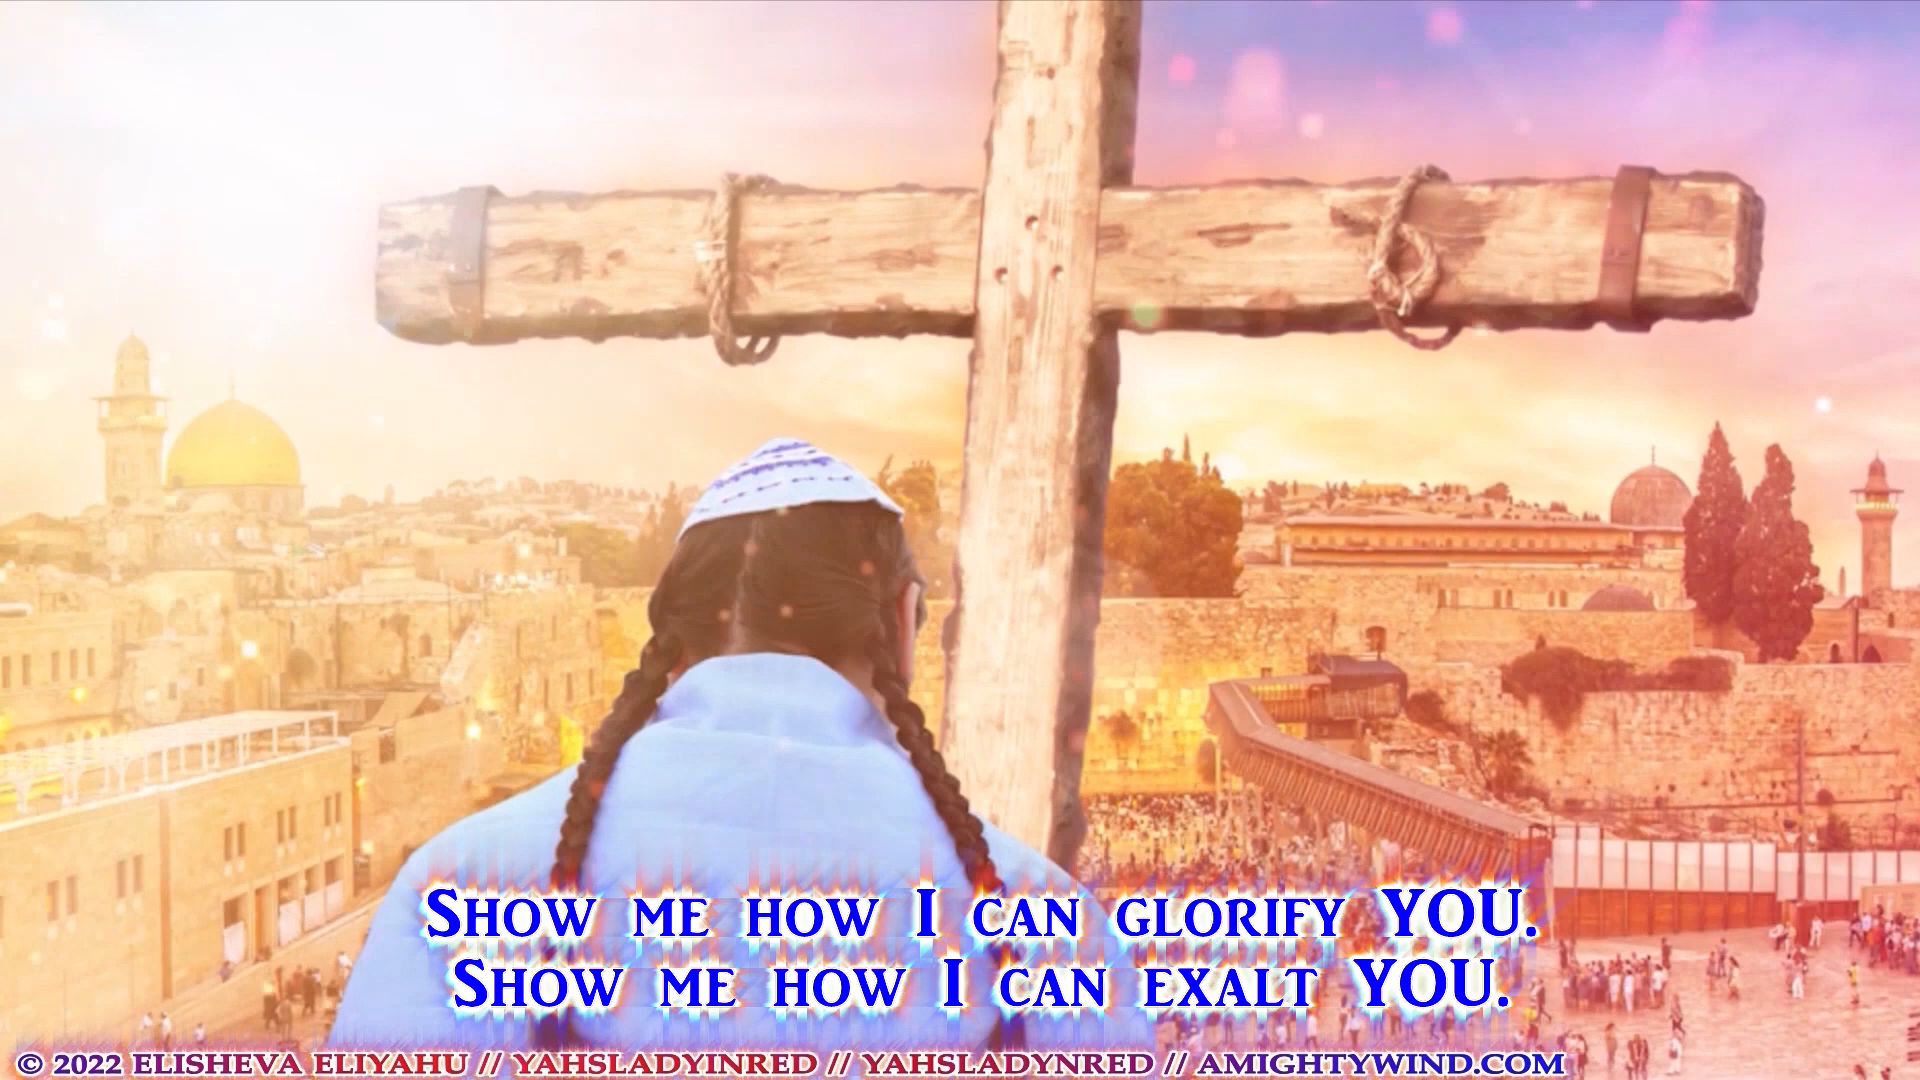 Show me how I can glorify YOU.
Show me how I can exalt YOU.
© 2022 ELISHEVA ELIYAHU // YAHSLADYINRED // YAHSLADYNRED // AMIGHTYWIND.COM